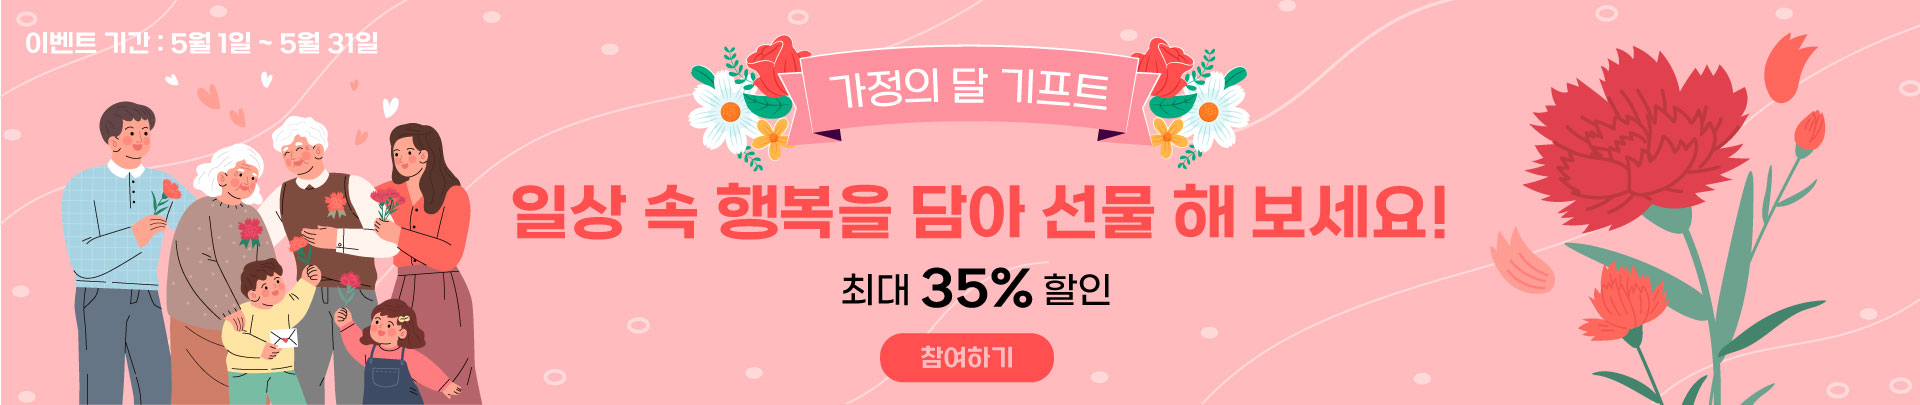 이벤트 기간 : 5월 1일 ~ 5월 31일
가정의 달 기프트
일상 속 행복을 담아 선물 해 보세요!
최대 35% 할인
참여하기